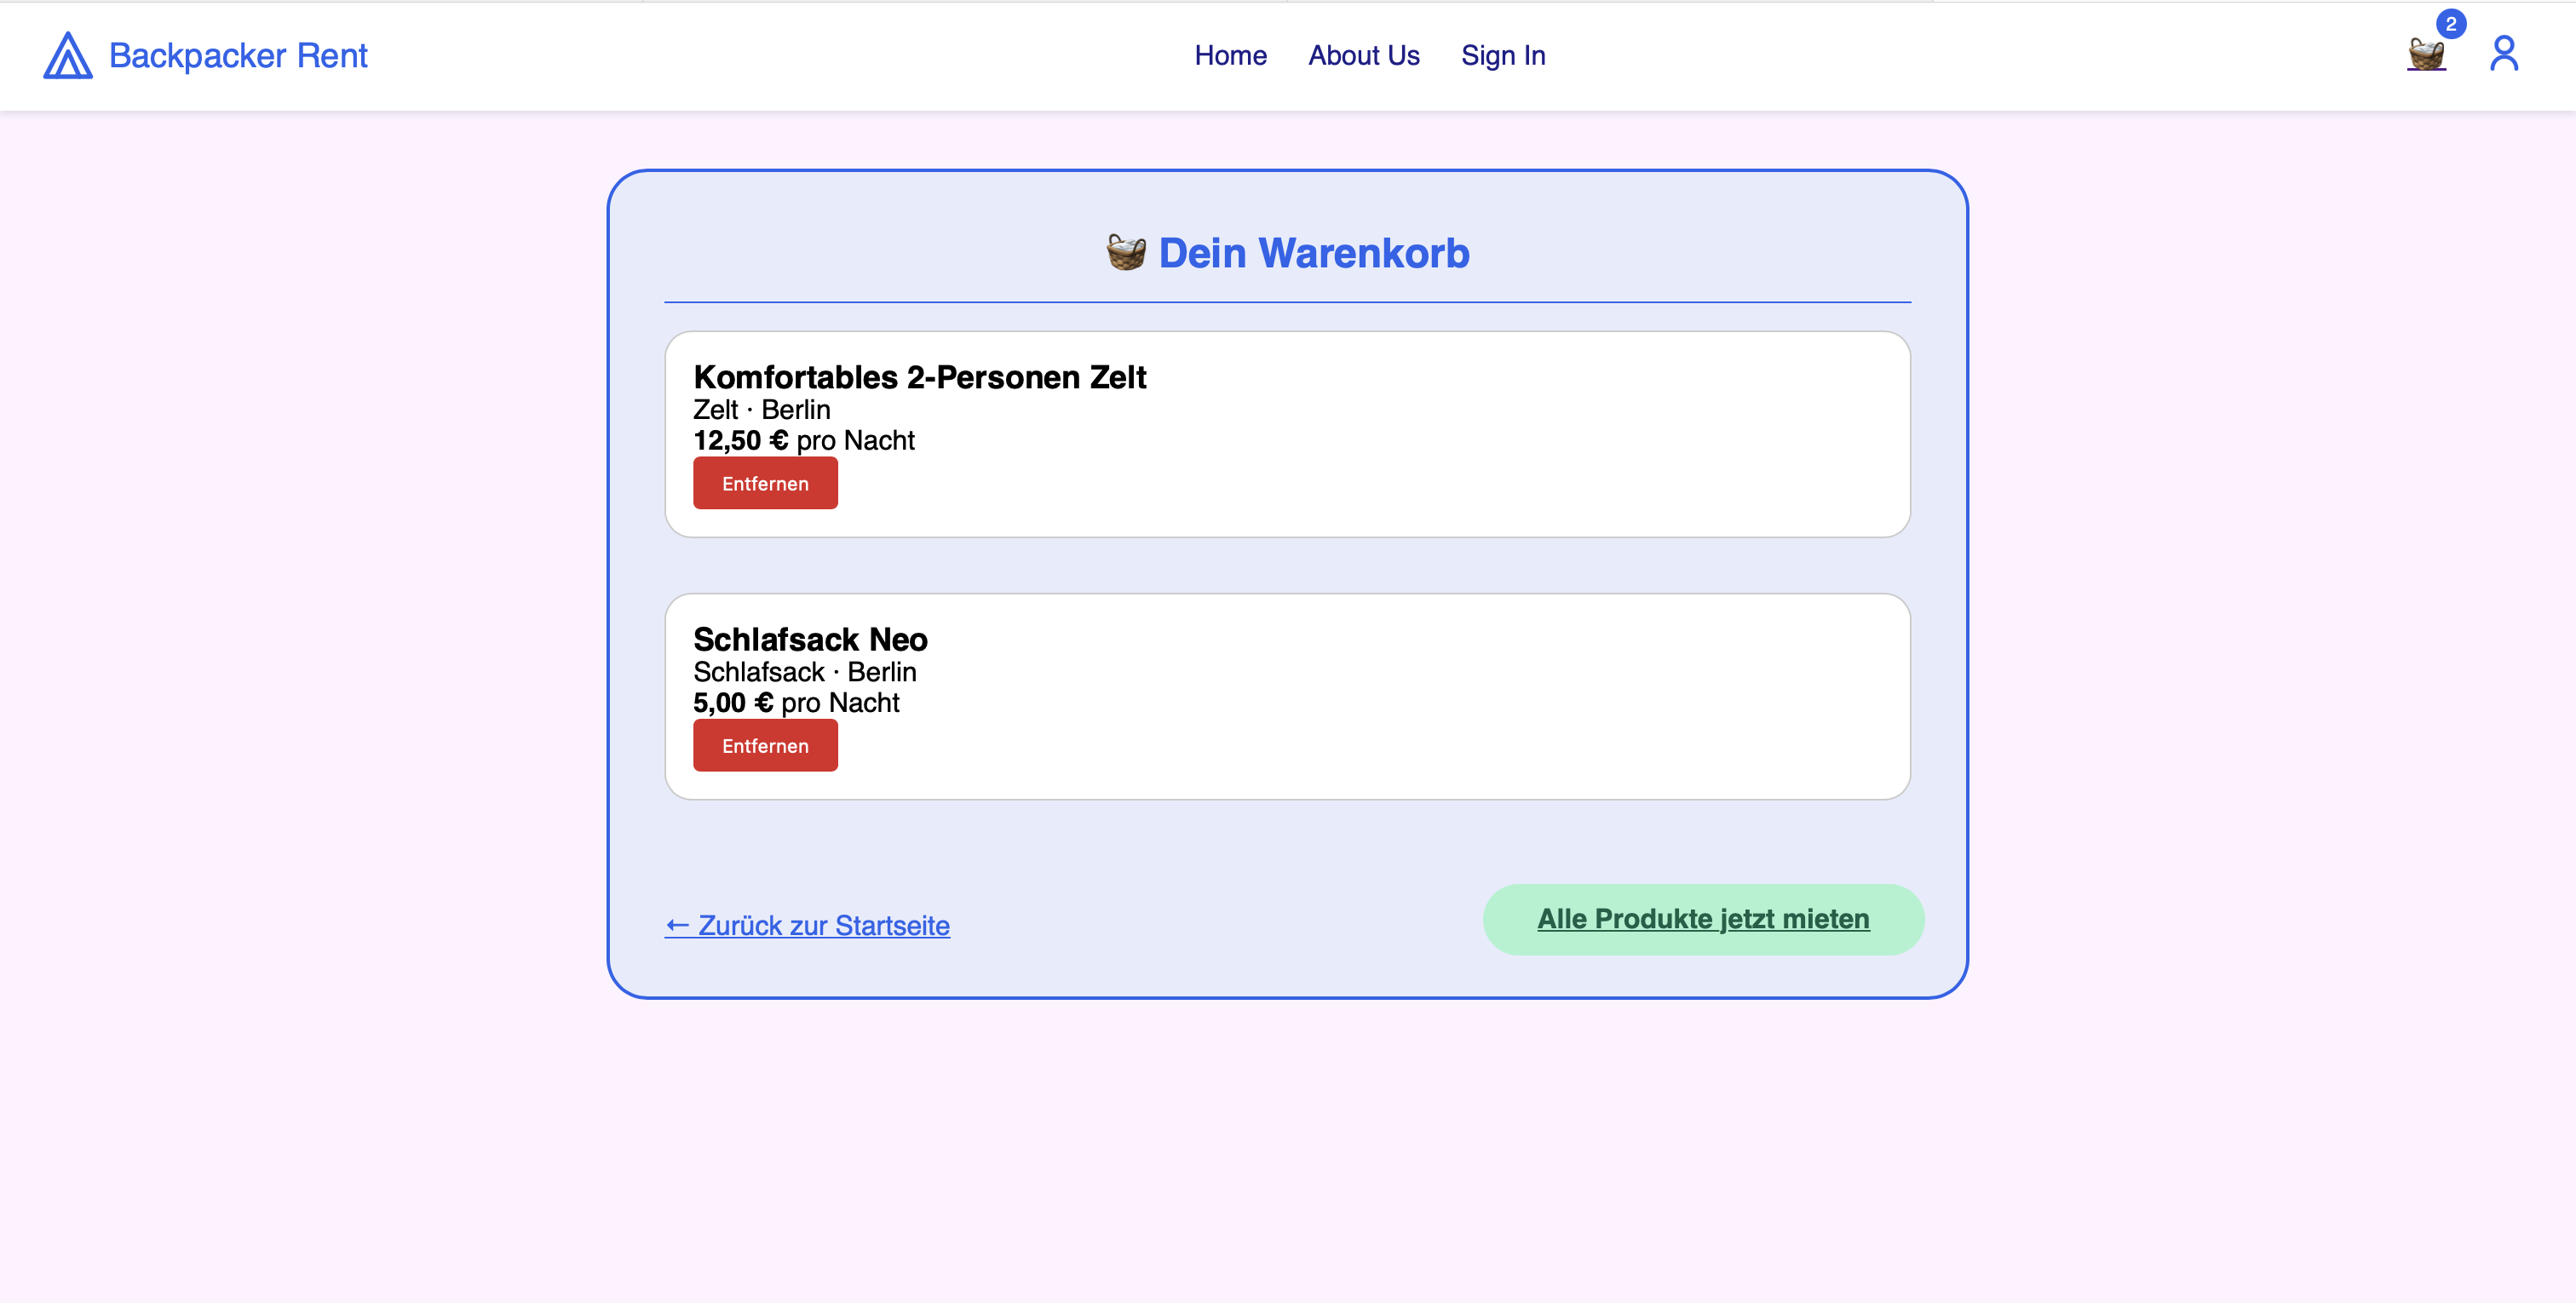 Backpacker Rent
Home About Us Sign In
2
Dein Warenkorb
Komfortables 2-Personen Zelt
Zelt · Berlin
12,50 € pro Nacht
Entfernen
Schlafsack Neo
Schlafsack · Berlin
5,00 € pro Nacht
Entfernen
← Zurück zur Startseite
Alle Produkte jetzt mieten